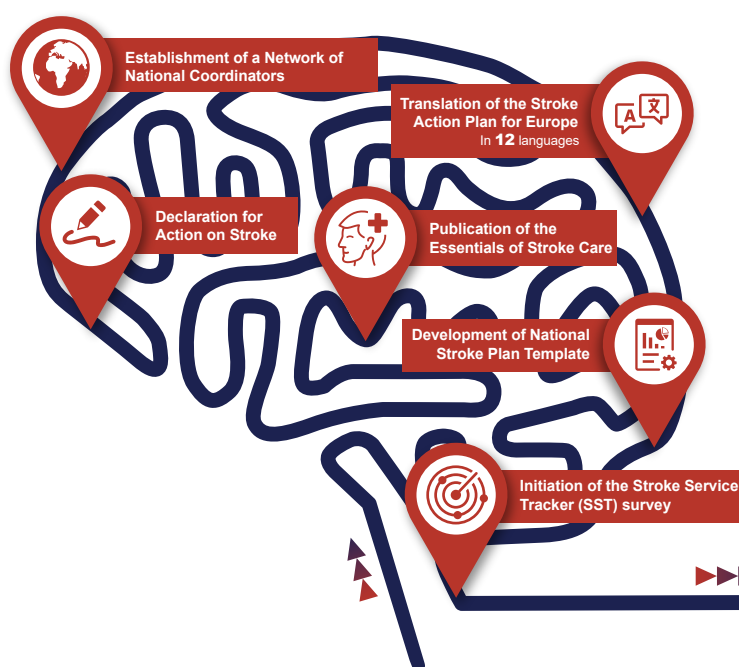 Establishment of a Network of
National Coordinators
Translation of the Stroke
Action Plan for Europe
In 12 languages
A 文
Declaration for
Action on Stroke
Publication of the
Essentials of Stroke Care
Development of National
Stroke Plan Template
Initiation of the Stroke Service
Tracker (SST) survey